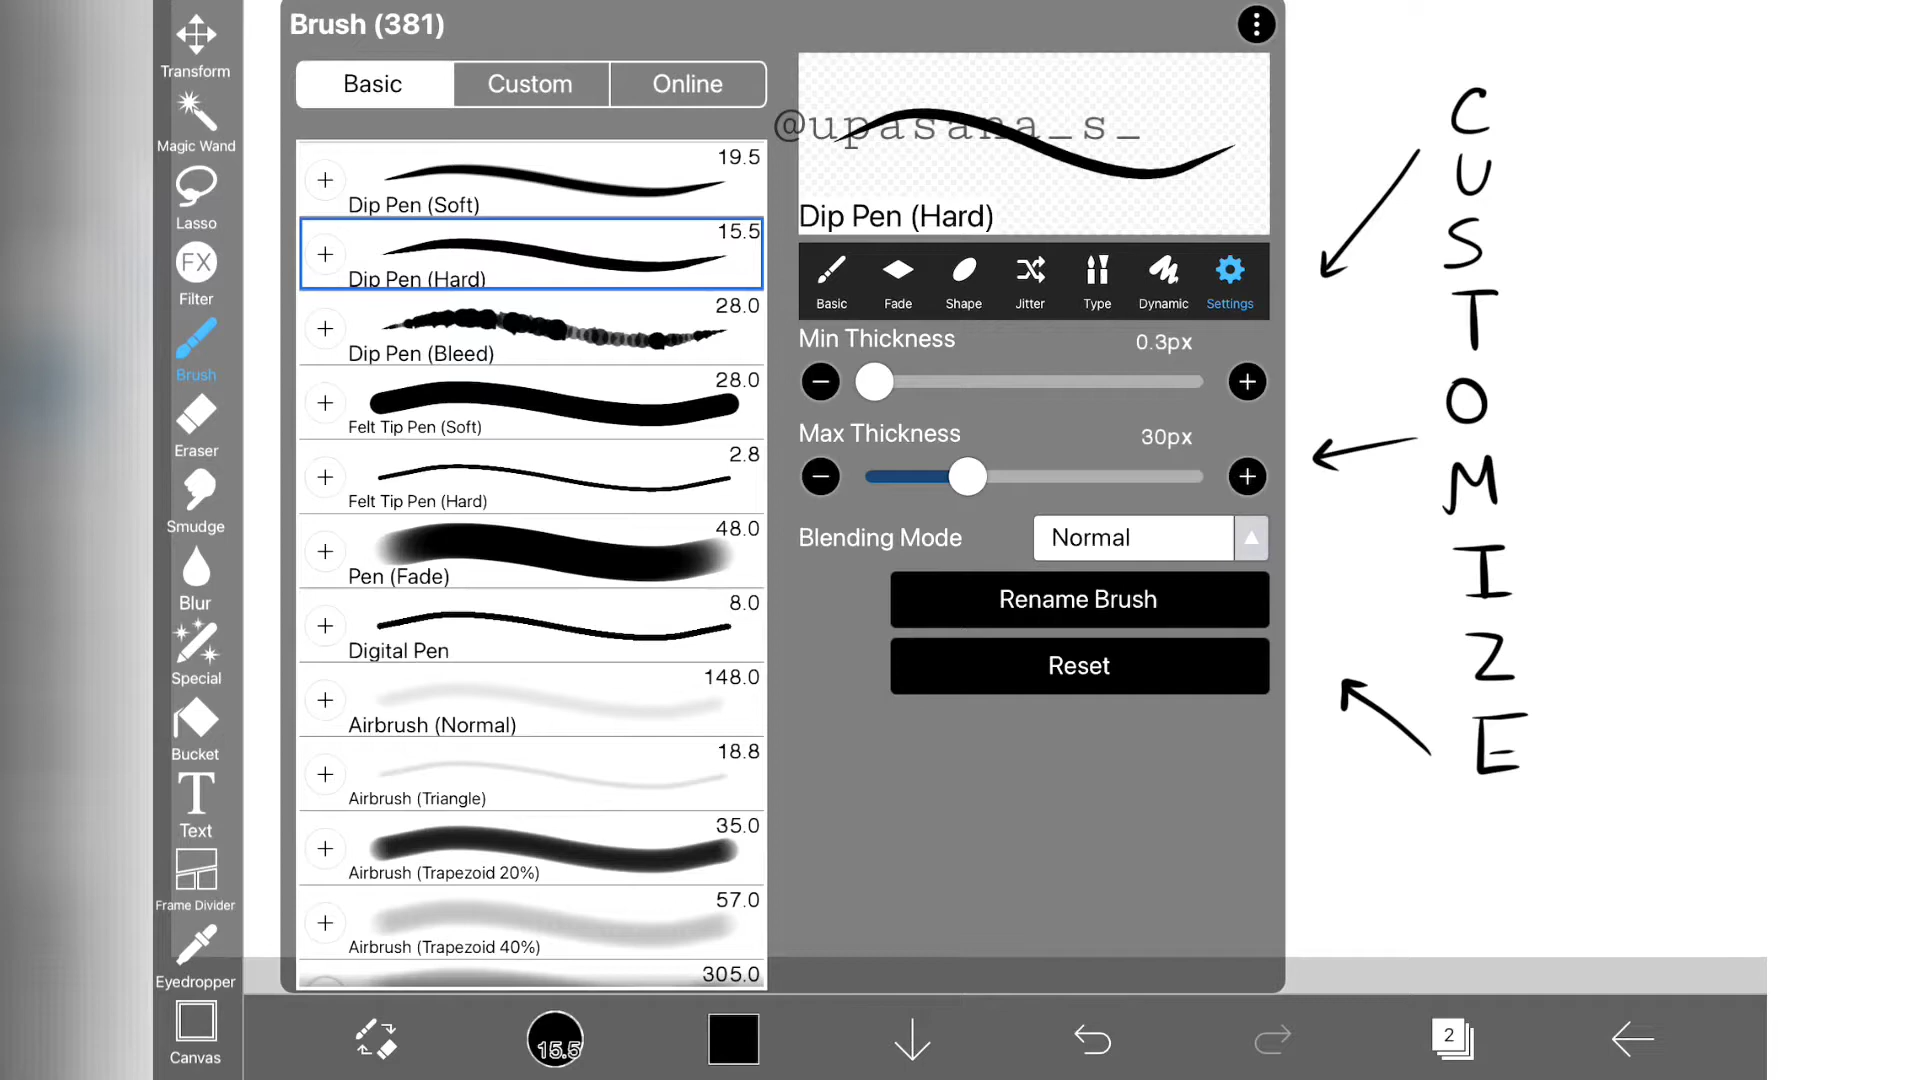 Transform
Magic Wand
Lasso
FX
Filter
Brush
Eraser
Smudge
Blur
Special
Bucket
T
Text
Frame Divider
Eyedropper
Canvas
Brush (381)
Basic Custom Online
19.5
Dip Pen (Soft)
15.5
Dip Pen (Hard)
28.0
Dip Pen (Bleed)
28.0
Felt Tip Pen (Soft)
2.8
Felt Tip Pen (Hard)
48.0
Pen (Fade)
8.0
Digital Pen
148.0
Airbrush (Normal)
18.8
Airbrush (Triangle)
35.0
Airbrush (Trapezoid 20%)
57.0
Airbrush (Trapezoid 40%)
305.0
@upasana_s_
Dip Pen (Hard)
Basic Fade Shape Jitter Type Dynamic Settings
Min Thickness 0.3px
Max Thickness 30px
Blending Mode Normal
Rename Brush
Reset
C
U
S
T
O
M
I
Z
E
15.5
2